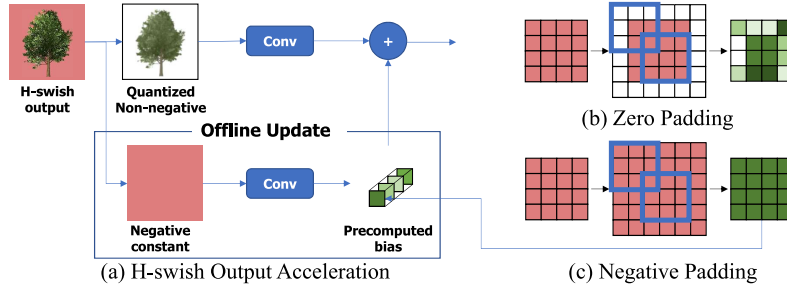 H-swish
output
Quantized
Non-negative
Conv
+
Offline Update
Negative
constant
Conv
Precomputed
bias
(a) H-swish Output Acceleration
(b) Zero Padding
(c) Negative Padding